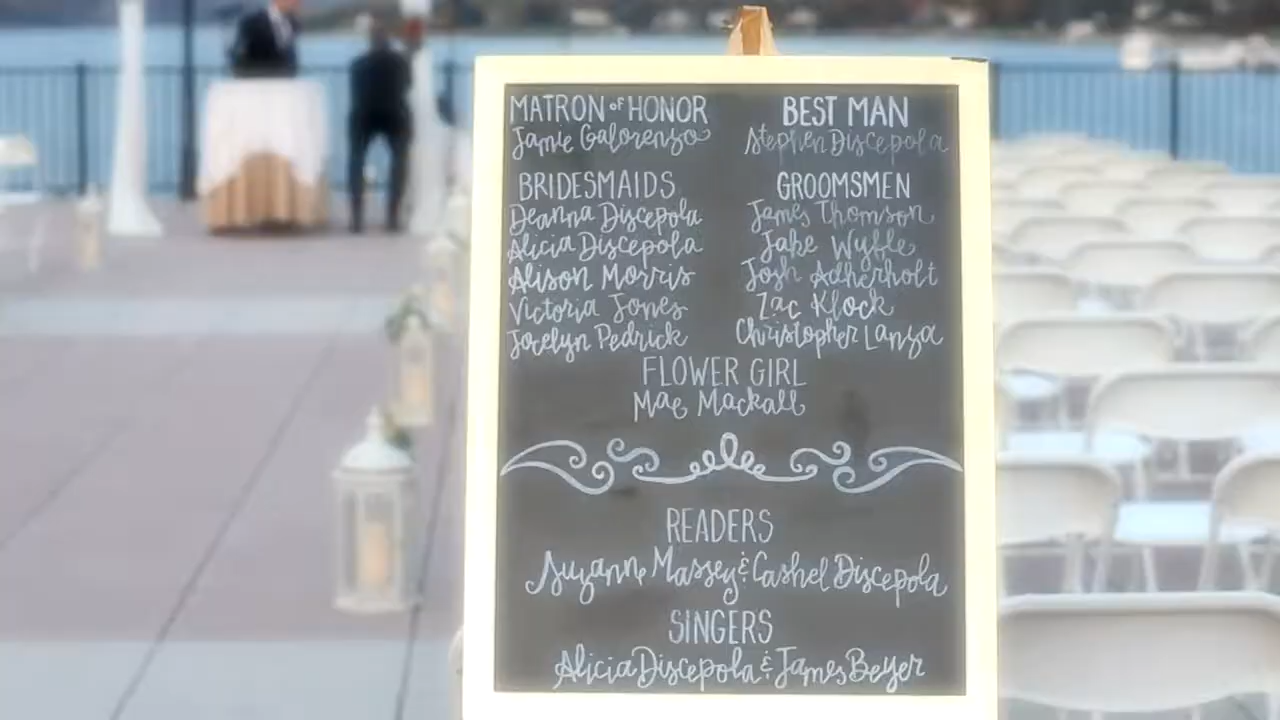 MATRON of HONOR
Jamie Galorenzo
BRIDESMAIDS
Deanna Discepola
Alicia Discepola
Alison Morris
Victoria Jones
Jocelyn Pedrick
BEST MAN
Stephen Discepola
GROOMSMEN
James Thomson
Jake Wyble
Josh Adherholt
Zac Klock
Christopher Lanza
FLOWER GIRL
Mae Mackall
READERS
Suzanne Massey & Cashel Discepola
SINGERS
Alicia Discepola & James Beyer